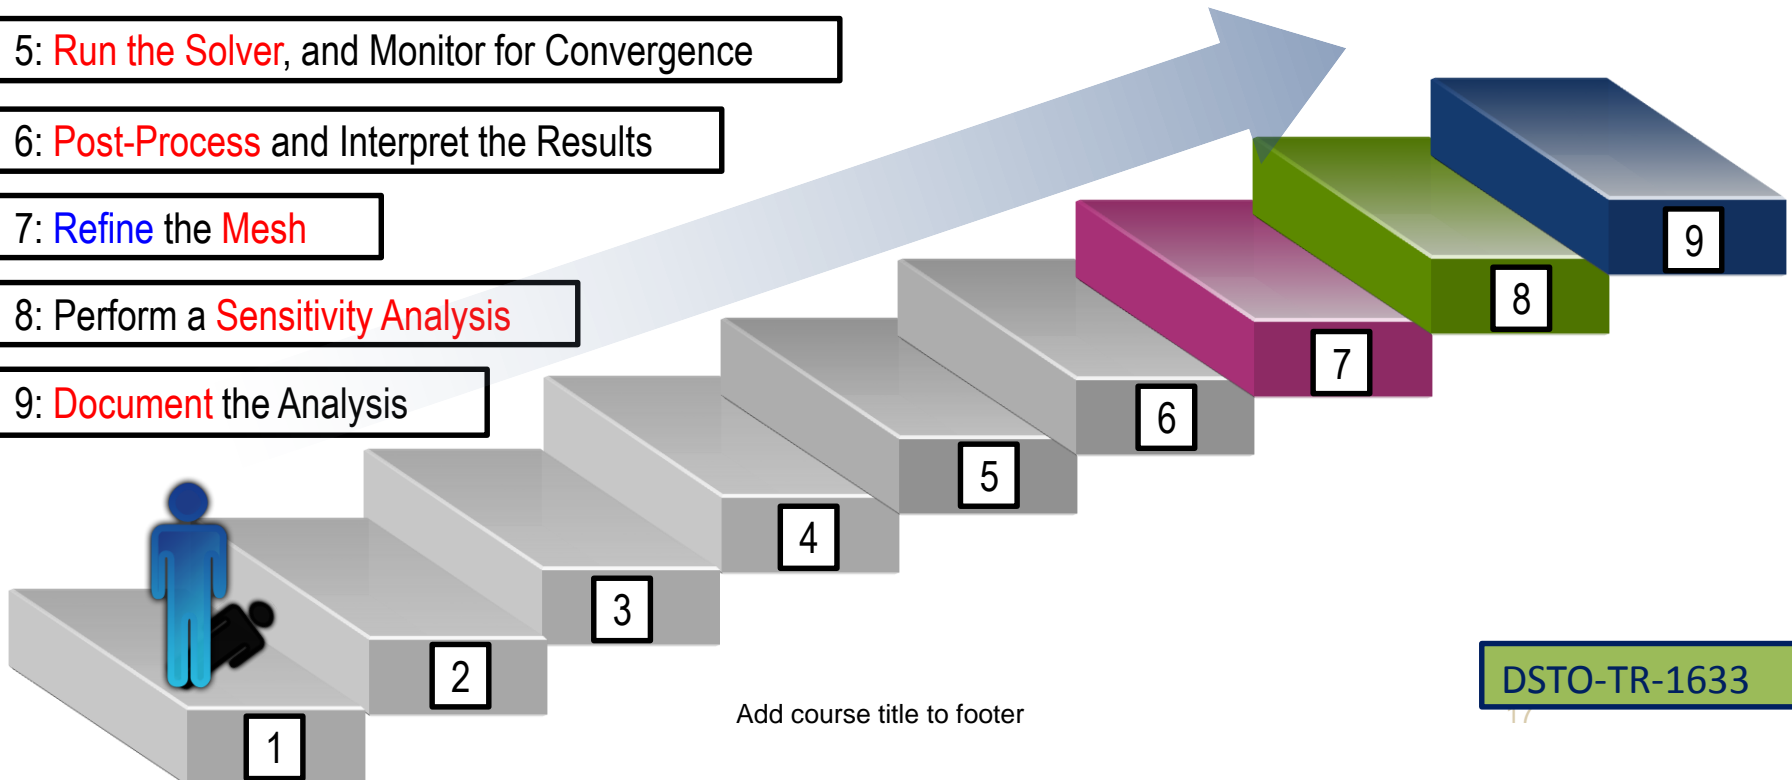 5: Run the Solver, and Monitor for Convergence
6: Post-Process and Interpret the Results
7: Refine the Mesh
8: Perform a Sensitivity Analysis
9: Document the Analysis
9
8
7
6
5
4
3
2
1
DSTO-TR-1633
Add course title to footer
17